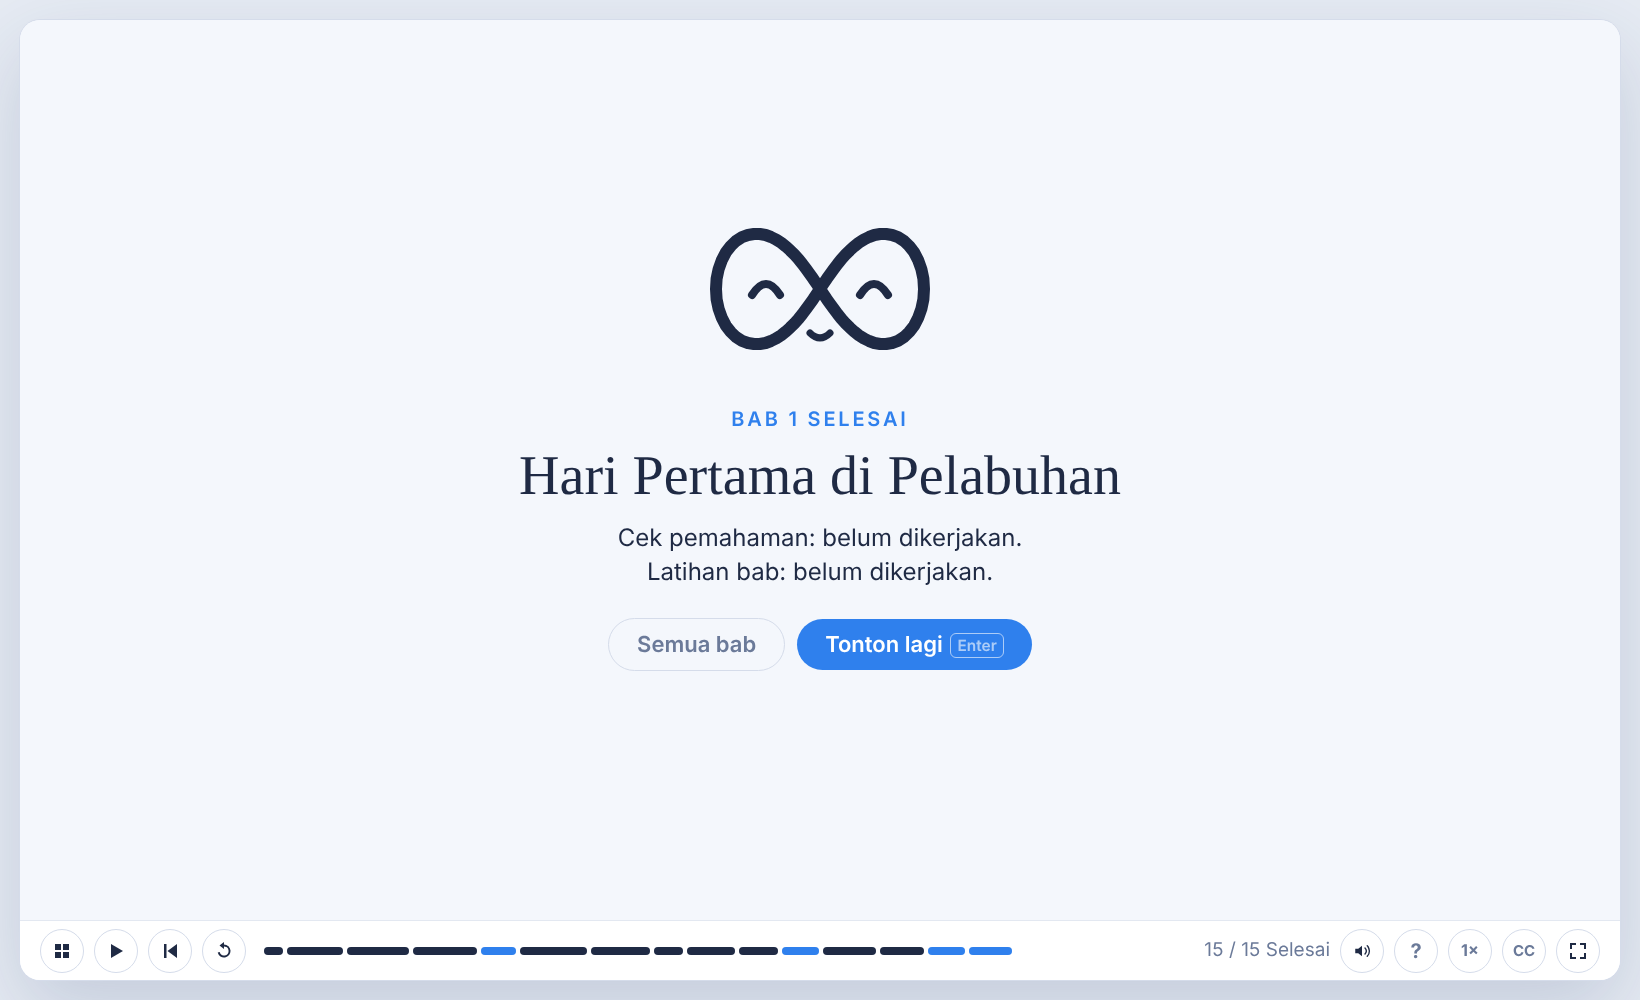 BAB 1 SELESAI
Hari Pertama di Pelabuhan
Cek pemahaman: belum dikerjakan.
Latihan bab: belum dikerjakan.
Semua bab
Tonton lagi Enter
15 / 15 Selesai
?
1×
CC